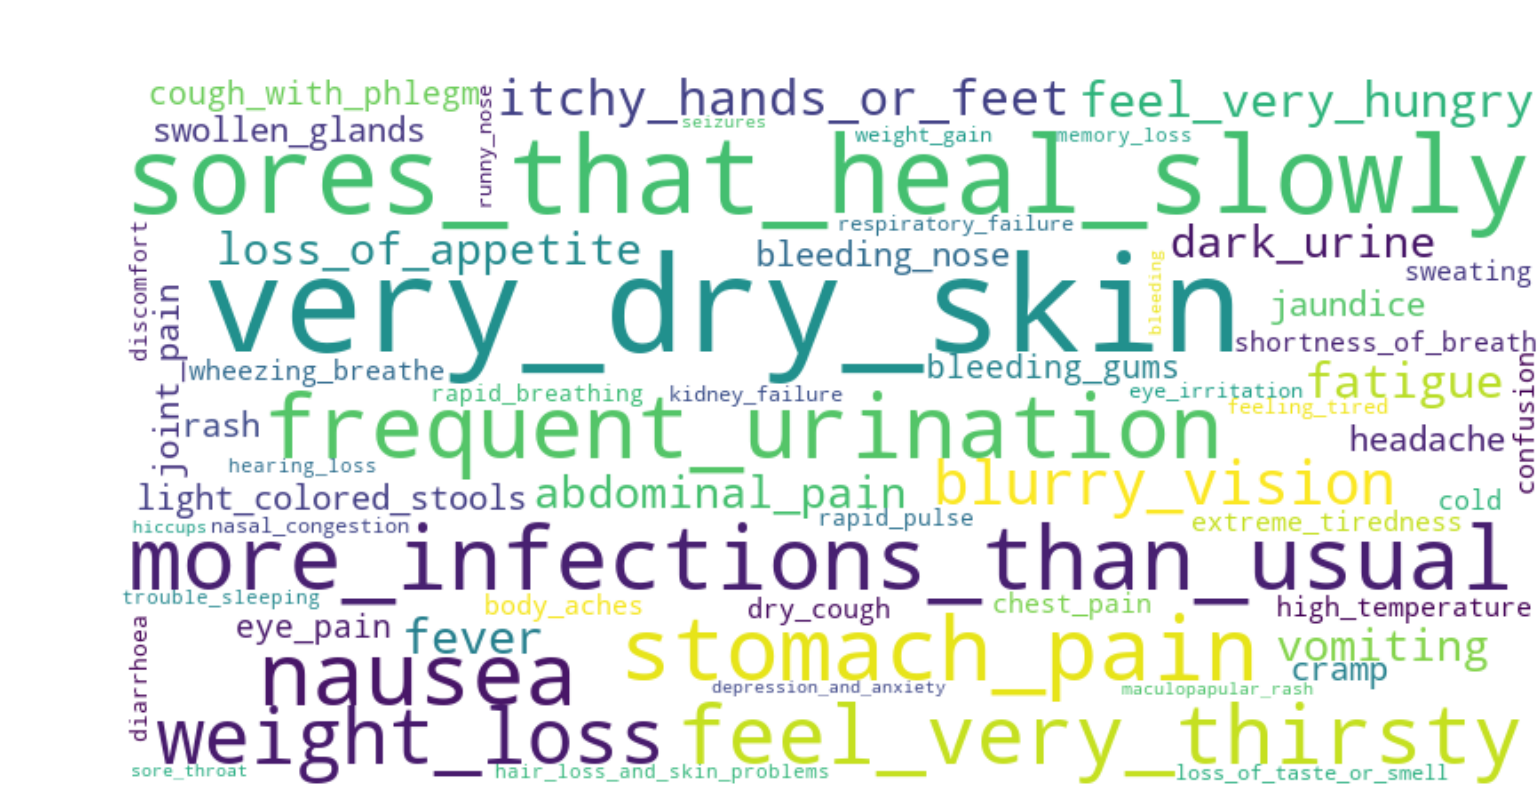 cough_with_phlegm
runny_nose
itchy_hands_or_feet
feel_very_hungry
swollen_glands
seizures
weight_gain
memory_loss
sores_that_heal_slowly
respiratory_failure
discomfort
loss_of_appetite
bleeding_nose
dark_urine
bleeding
sweating
very_dry_skin
jaundice
joint_pain
shortness_of_breath
wheezing_breathe
bleeding_gums
rapid_breathing
kidney_failure
eye_irritation
fatigue
feeling_tired
confusion
rash
frequent_urination
headache
hearing_loss
light_colored_stools
abdominal_pain
blurry_vision
cold
hiccups
nasal_congestion
rapid_pulse
extreme_tiredness
more_infections_than_usual
trouble_sleeping
body_aches
dry_cough
chest_pain
high_temperature
diarrhoea
eye_pain
fever
stomach_pain
vomiting
nausea
cramp
depression_and_anxiety
maculopapular_rash
weight_loss
feel_very_thirsty
sore_throat
hair_loss_and_skin_problems
loss_of_taste_or_smell